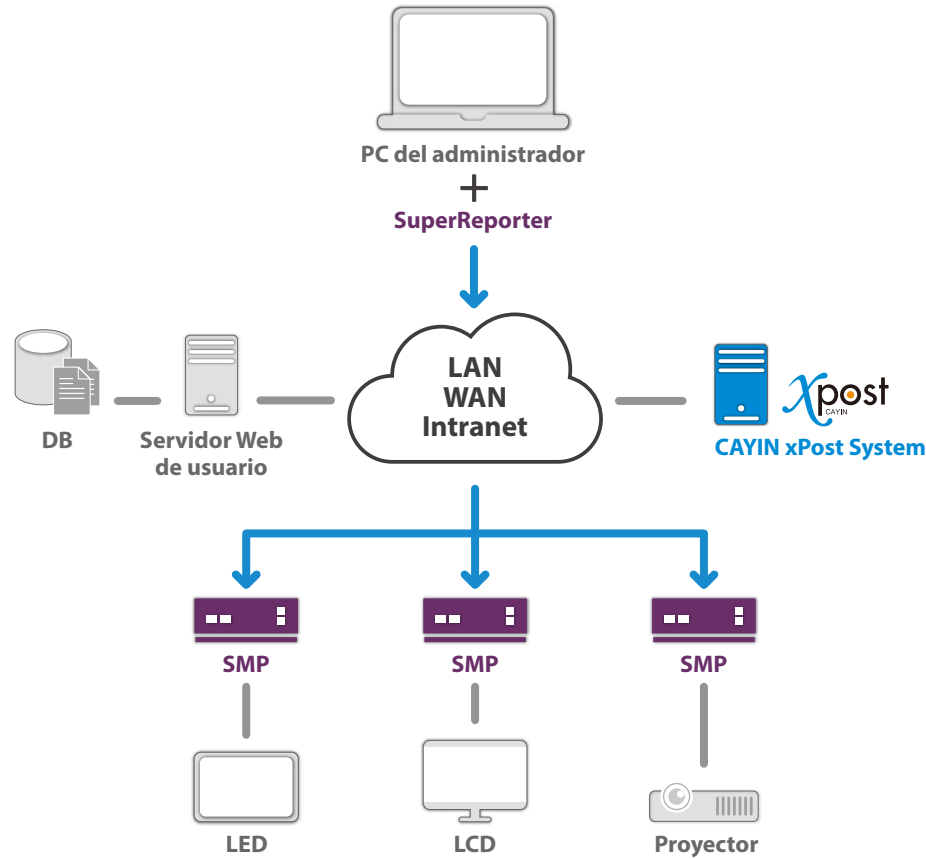 PC del administrador
+
SuperReporter
LAN
WAN
Intranet
DB
Servidor Web
de usuario
Xpost
CAYIN
CAYIN xPost System
SMP
SMP
SMP
LED
LCD
Proyector